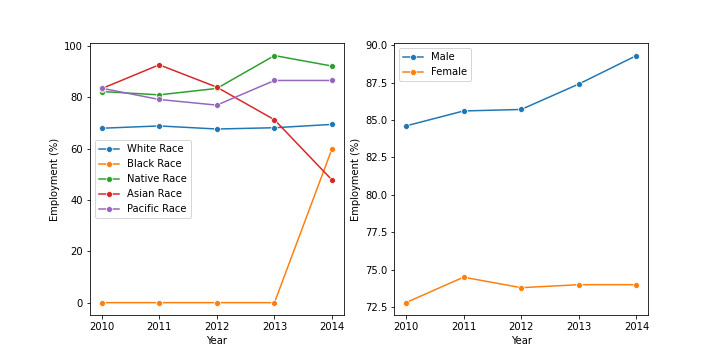 100
80
60
40
20
0
Employment (%)
2010 2011 2012 2013 2014
Year
White Race
Black Race
Native Race
Asian Race
Pacific Race
90.0
87.5
85.0
82.5
80.0
77.5
75.0
72.5
Employment (%)
2010 2011 2012 2013 2014
Year
Male
Female